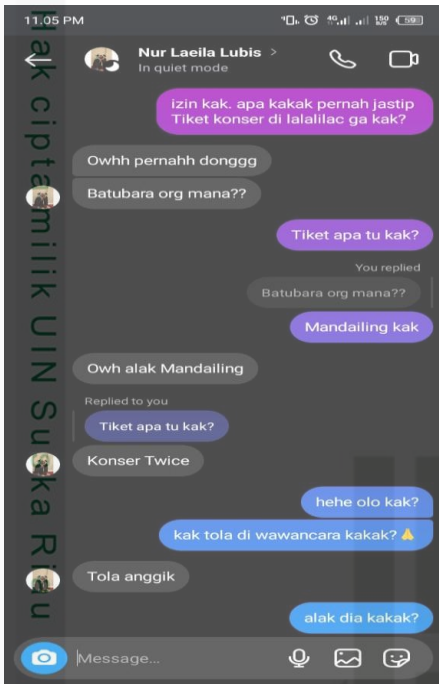 11.05 PM
4G 150 B/S 59
Nur Laeila Lubis >
In quiet mode
izin kak. apa kakak pernah jastip
Tiket konser di lalalilac ga kak?
Owhh pernahh donggg
Batubara org mana??
Tiket apa tu kak?
You replied
Batubara org mana??
Mandailing kak
Owh alak Mandailing
Replied to you
Tiket apa tu kak?
Konser Twice
hehe olo kak?
kak tola di wawancara kakak? 🙏
Tola anggik
alak dia kakak?
Message...
Hak cipta milik UIN Suska Riau